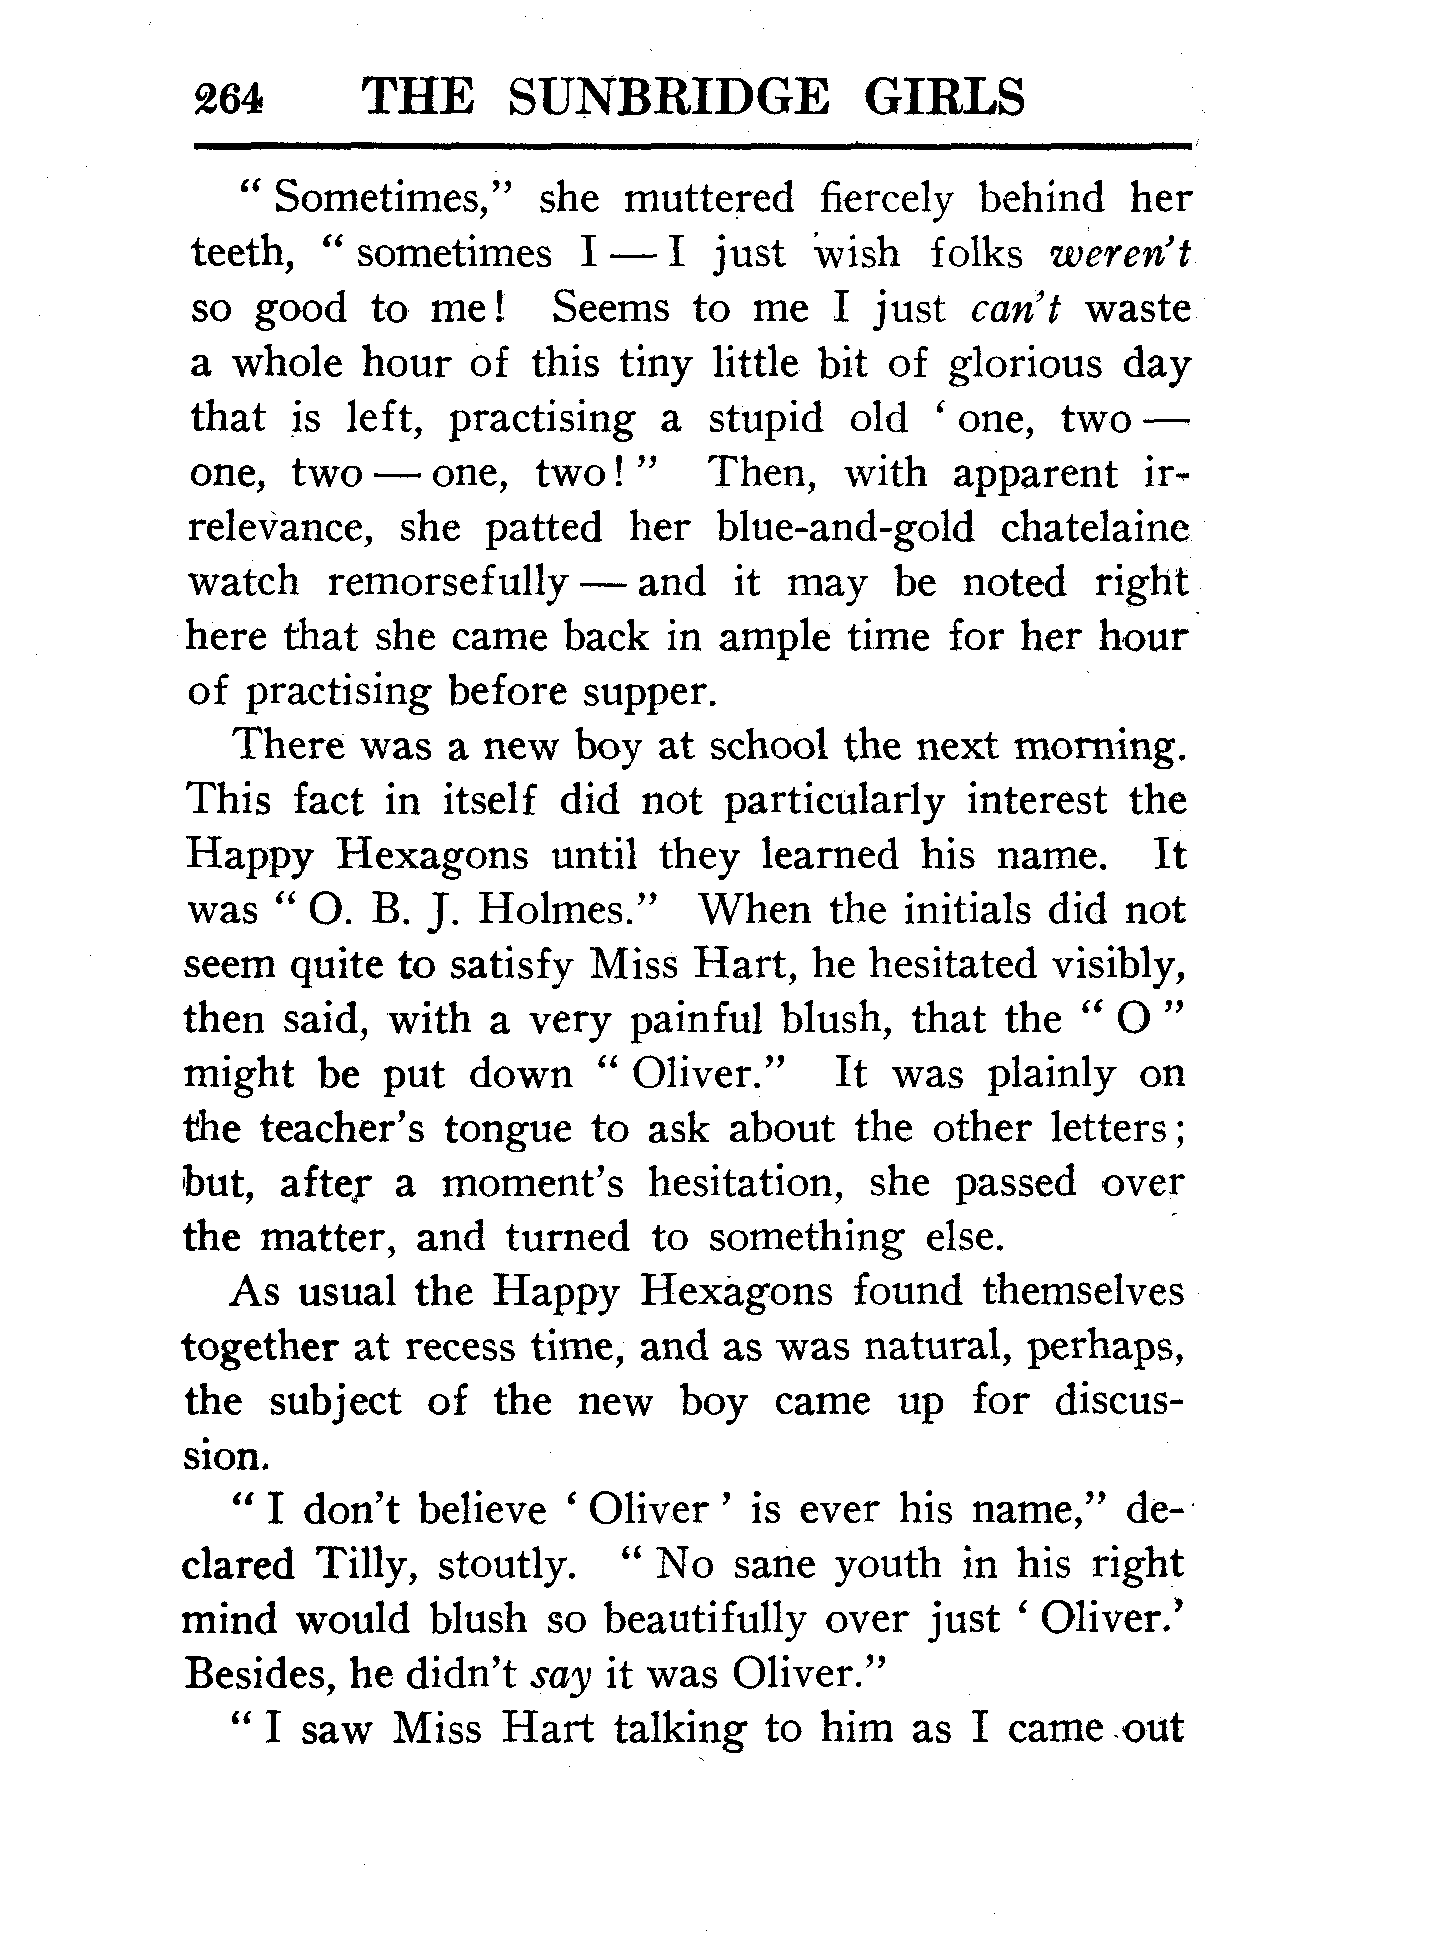 264 THE SUNBRIDGE GIRLS
“ Sometimes,” she muttered fiercely behind her
teeth, “ sometimes I — I just wish folks weren’t
so good to me! Seems to me I just can’t waste
a whole hour of this tiny little bit of glorious day
that is left, practising a stupid old ‘ one, two —
one, two — one, two! ” Then, with apparent ir-
relevance, she patted her blue-and-gold chatelaine
watch remorsefully — and it may be noted right
here that she came back in ample time for her hour
of practising before supper.
There was a new boy at school the next morning.
This fact in itself did not particularly interest the
Happy Hexagons until they learned his name. It
was “ O. B. J. Holmes.” When the initials did not
seem quite to satisfy Miss Hart, he hesitated visibly,
then said, with a very painful blush, that the “ O ”
might be put down “ Oliver.” It was plainly on
the teacher’s tongue to ask about the other letters;
but, after a moment’s hesitation, she passed over
the matter, and turned to something else.
As usual the Happy Hexagons found themselves
together at recess time, and as was natural, perhaps,
the subject of the new boy came up for discus-
sion.
“ I don’t believe ‘ Oliver ’ is ever his name,” de-
clared Tilly, stoutly. “ No sane youth in his right
mind would blush so beautifully over just ‘ Oliver.’
Besides, he didn’t say it was Oliver.”
“ I saw Miss Hart talking to him as I came out